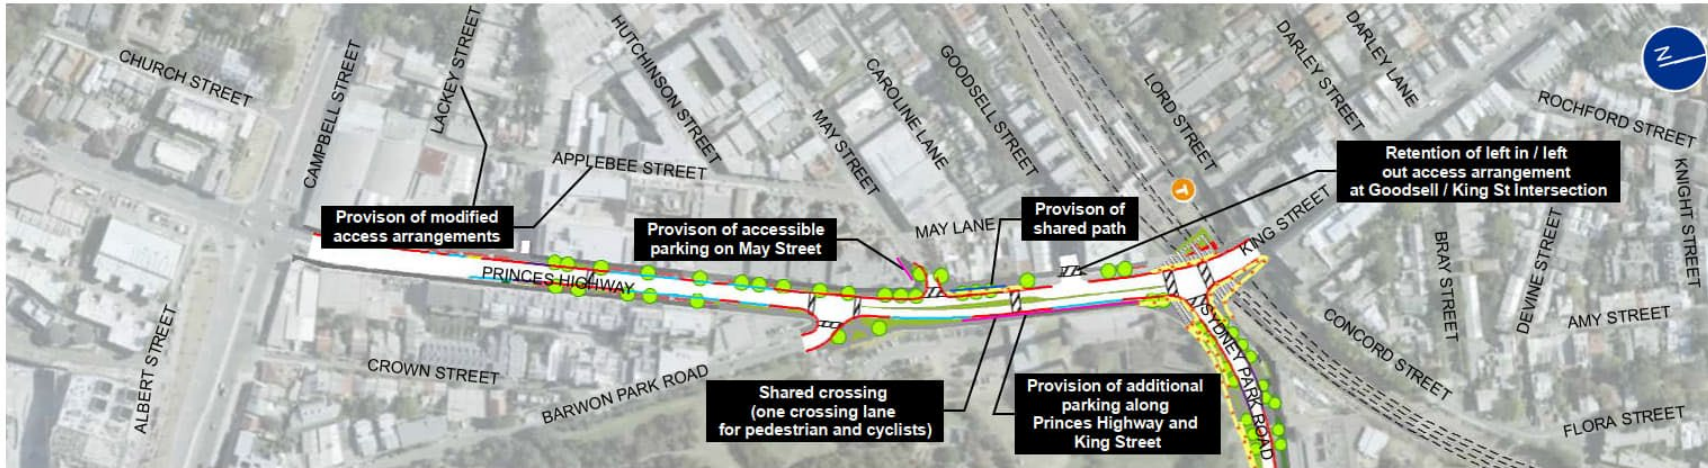 CHURCH STREET
CAMPBELL STREET
LACKEY STREET
HUTCHINSON STREET
APPLEBEE STREET
MAY STREET
CAROLINE LANE
GOODSELL STREET
LORD STREET
DARLEY STREET
DARLEY LANE
ROCHFORD STREET
KNIGHT STREET
N
T
Retention of left in / left
out access arrangement
at Goodsell / King St Intersection
Provison of modified
access arrangements
Provison of accessible
parking on May Street
MAY LANE
Provison of
shared path
KING STREET
BRAY STREET
DEVINE STREET
AMY STREET
PRINCES HIGHWAY
ALBERT STREET
CROWN STREET
BARWON PARK ROAD
Shared crossing
(one crossing lane
for pedestrian and cyclists)
Provision of additional
parking along
Princes Highway and
King Street
SYDNEY PARK ROAD
CONCORD STREET
FLORA STREET